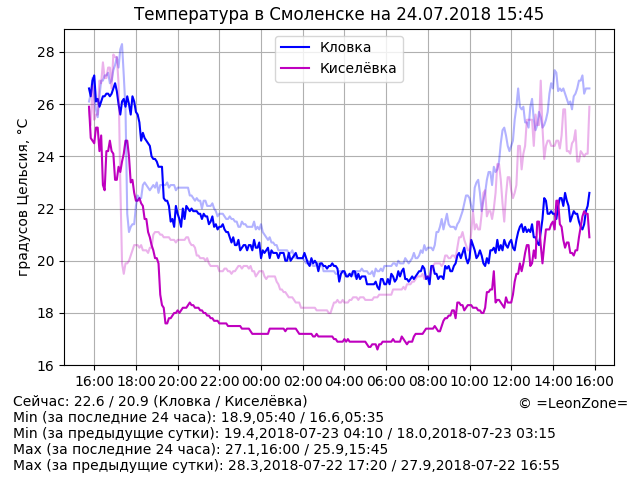 Температура в Смоленске на 24.07.2018 15:45
Кловка
Киселёвка
градусов Цельсия, °C
28
26
24
22
20
18
16
16:00 18:00 20:00 22:00 00:00 02:00 04:00 06:00 08:00 10:00 12:00 14:00 16:00
Сейчас: 22.6 / 20.9 (Кловка / Киселёвка)
© =LeonZone=
Min (за последние 24 часа): 18.9,05:40 / 16.6,05:35
Min (за предыдущие сутки): 19.4,2018-07-23 04:10 / 18.0,2018-07-23 03:15
Max (за последние 24 часа): 27.1,16:00 / 25.9,15:45
Max (за предыдущие сутки): 28.3,2018-07-22 17:20 / 27.9,2018-07-22 16:55